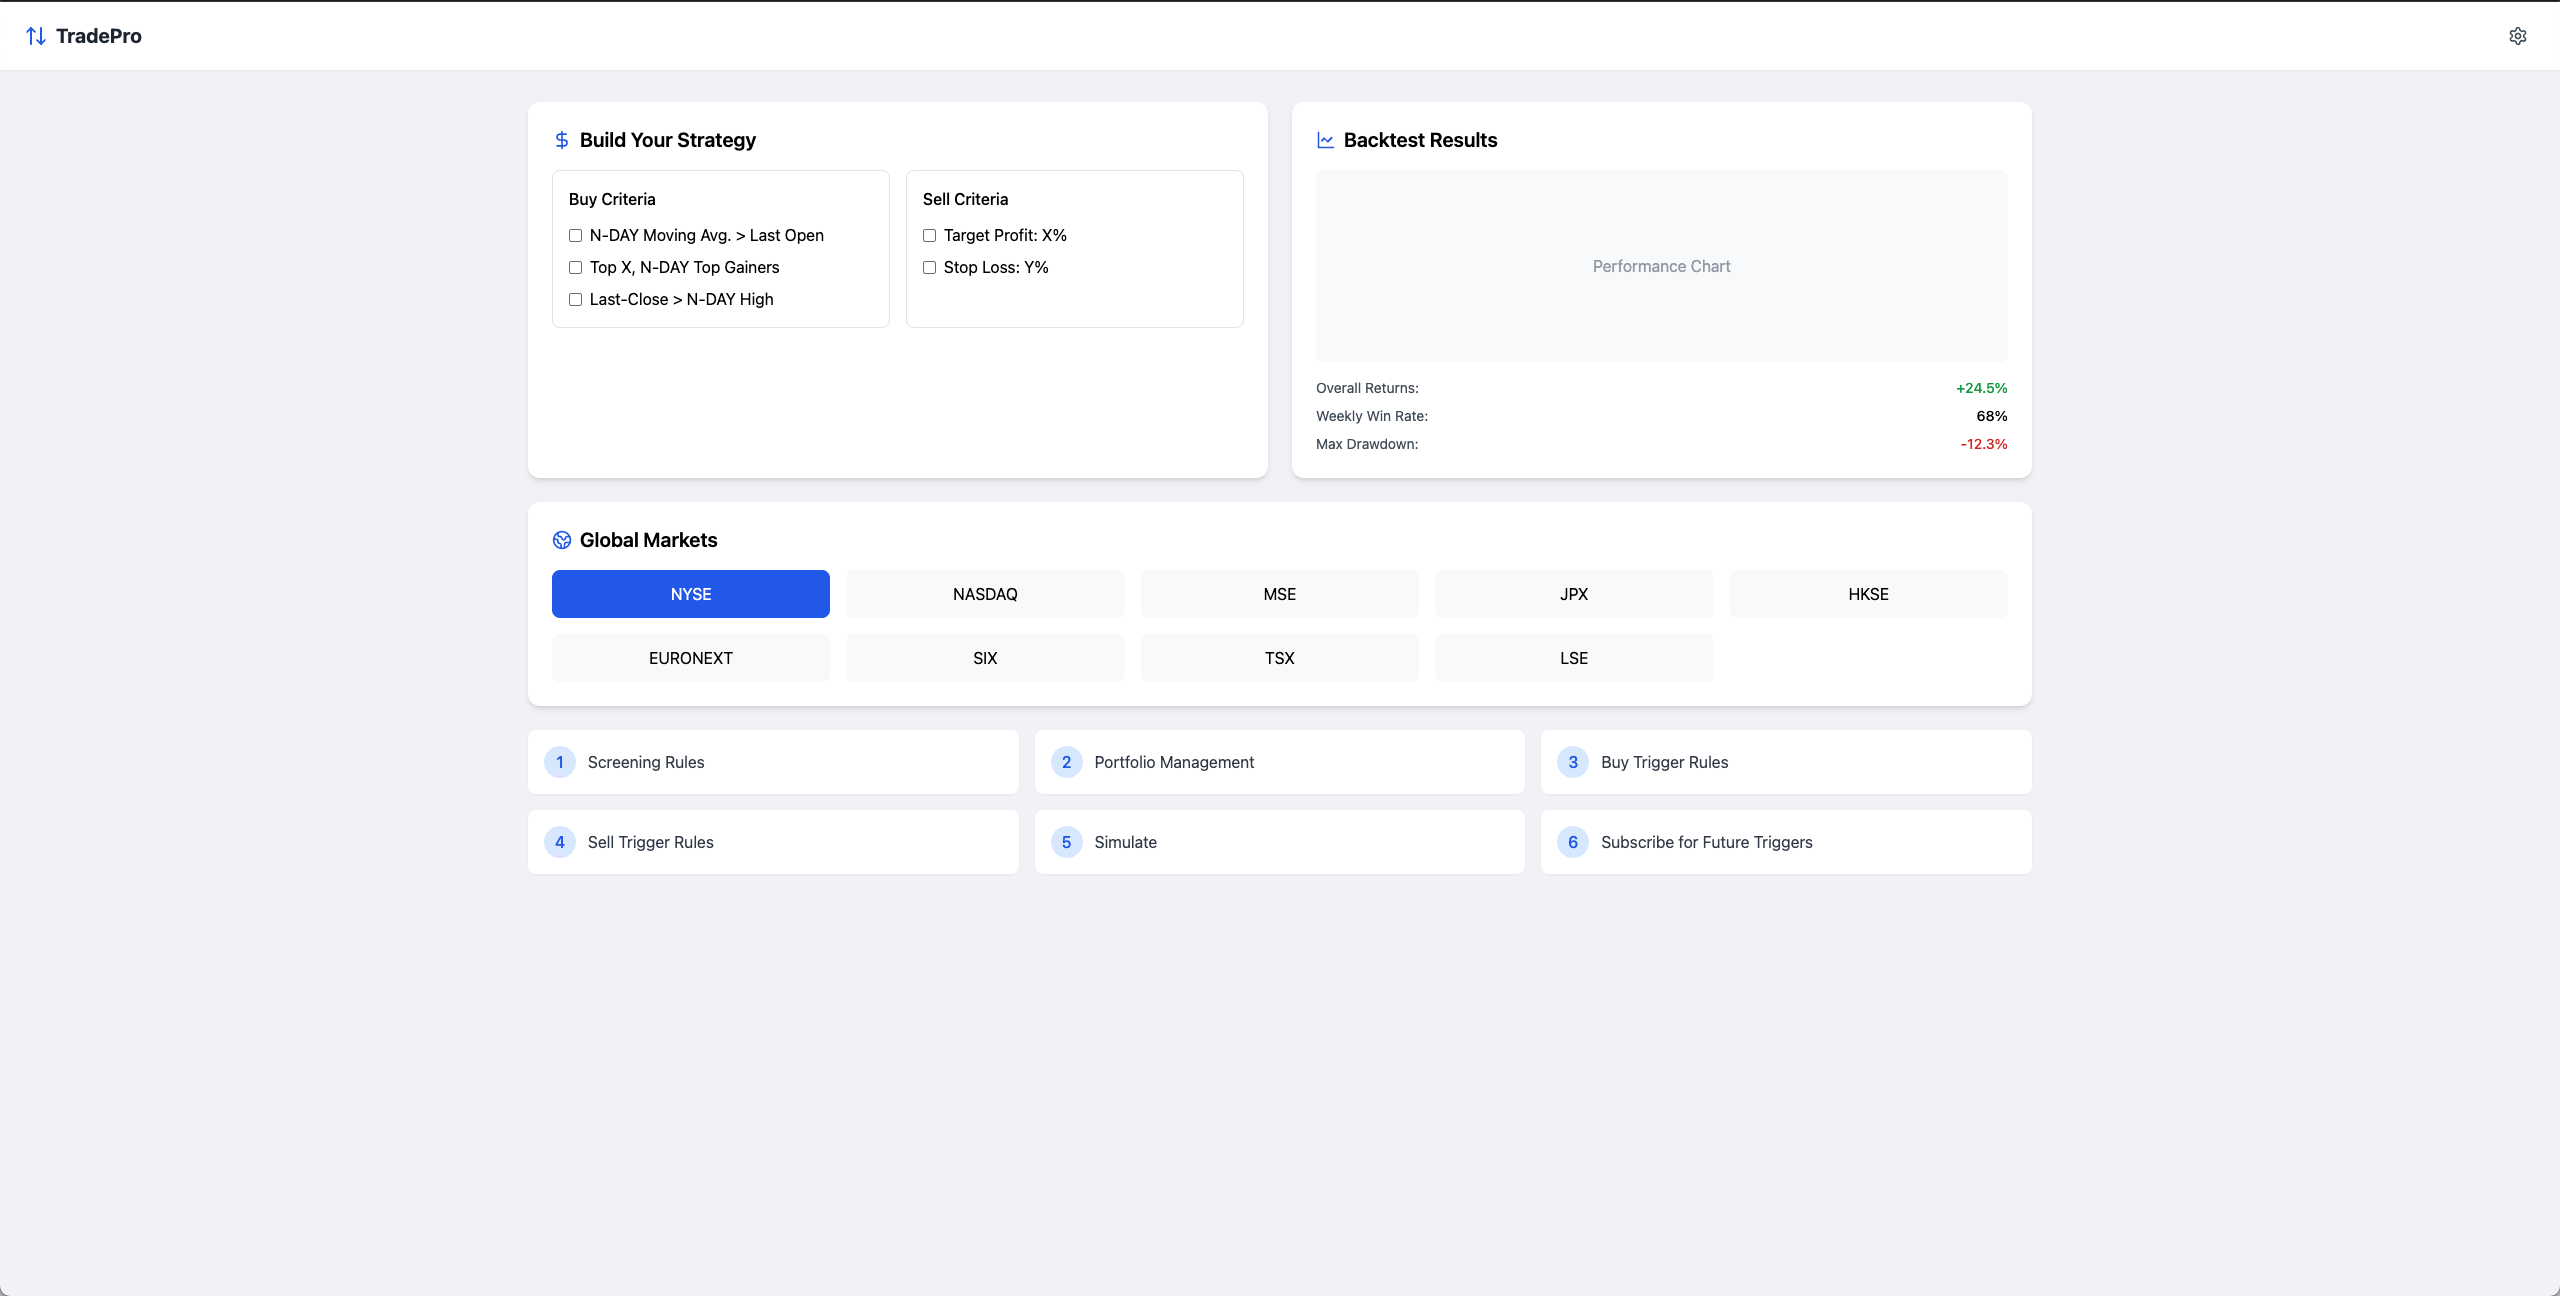 TradePro
Build Your Strategy
Buy Criteria
N-DAY Moving Avg. > Last Open
Top X, N-DAY Top Gainers
Last-Close > N-DAY High
Sell Criteria
Target Profit: X%
Stop Loss: Y%
Backtest Results
Performance Chart
Overall Returns: +24.5%
Weekly Win Rate: 68%
Max Drawdown: -12.3%
Global Markets
NYSE NASDAQ MSE JPX HKSE
EURONEXT SIX TSX LSE
1 Screening Rules
2 Portfolio Management
3 Buy Trigger Rules
4 Sell Trigger Rules
5 Simulate
6 Subscribe for Future Triggers